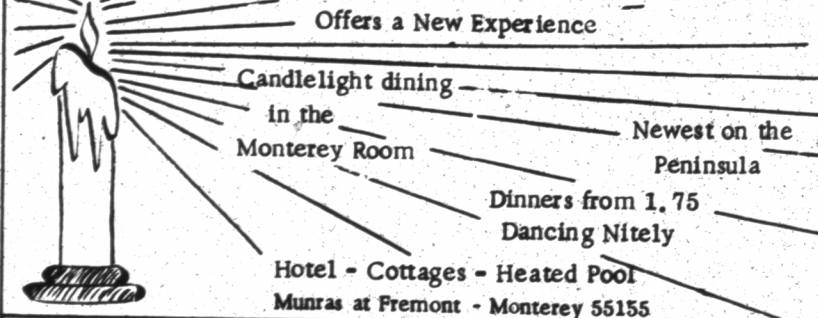 Offers a New Experience
Candlelight dining
in the
Monterey Room
Newest on the
Peninsula
Dinners from 1.75
Dancing Nitely
Hotel - Cottages - Heated Pool
Munras at Fremont - Monterey 55155